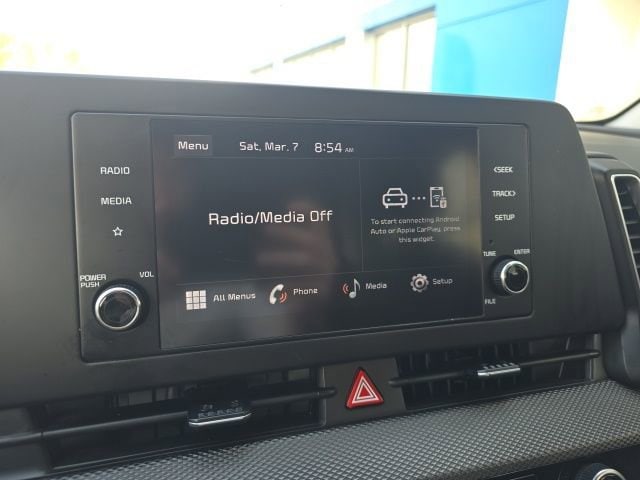 Menu Sat, Mar. 7 8:54 AM
RADIO
MEDIA
POWER
PUSH
VOL
Radio/Media Off
To start connecting Android
Auto or Apple CarPlay, press
this widget.
All Menus
Phone
Media
Setup
<SEEK
TRACK>
SETUP
TUNE
ENTER
FILE